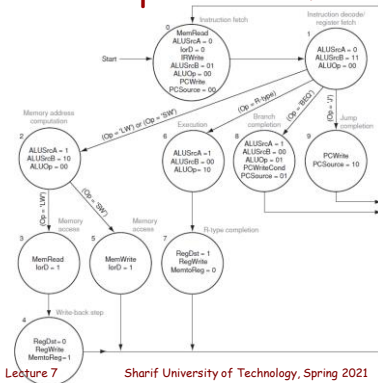 Instruction fetch
0
MemRead
ALUSrcA = 0
IorD = 0
IRWrite
ALUSrcB = 01
ALUOp = 00
PCWrite
PCSource = 00
Start
Instruction decode/
register fetch
1
ALUSrcA = 0
ALUSrcB = 11
ALUOp = 00
(Op = 'LW') or (Op = 'SW')
(Op = R-type)
(Op = 'BEQ')
(Op = 'J')
Memory address
computation
2
ALUSrcA = 1
ALUSrcB = 10
ALUOp = 00
Execution
6
ALUSrcA = 1
ALUSrcB = 00
ALUOp = 10
Branch
completion
8
ALUSrcA = 1
ALUSrcB = 00
ALUOp = 01
PCWriteCond
PCSource = 01
Jump
completion
9
PCWrite
PCSource = 10
(Op = 'LW')
(Op = 'SW')
Memory
access
3
MemRead
IorD = 1
Memory
access
5
MemWrite
IorD = 1
R-type completion
7
RegDst = 1
RegWrite
MemtoReg = 0
Write-back step
4
RegDst = 0
RegWrite
MemtoReg = 1
Lecture 7
Sharif University of Technology, Spring 2021